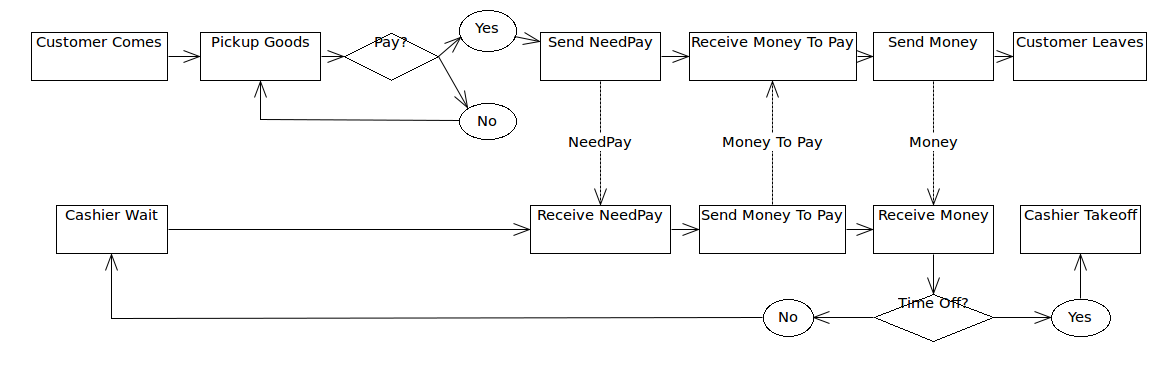 Customer Comes
Pickup Goods
Pay?
Yes
Send NeedPay
Receive Money To Pay
Send Money
Customer Leaves
No
NeedPay
Money To Pay
Money
Cashier Wait
Receive NeedPay
Send Money To Pay
Receive Money
Cashier Takeoff
Time Off?
No
Yes